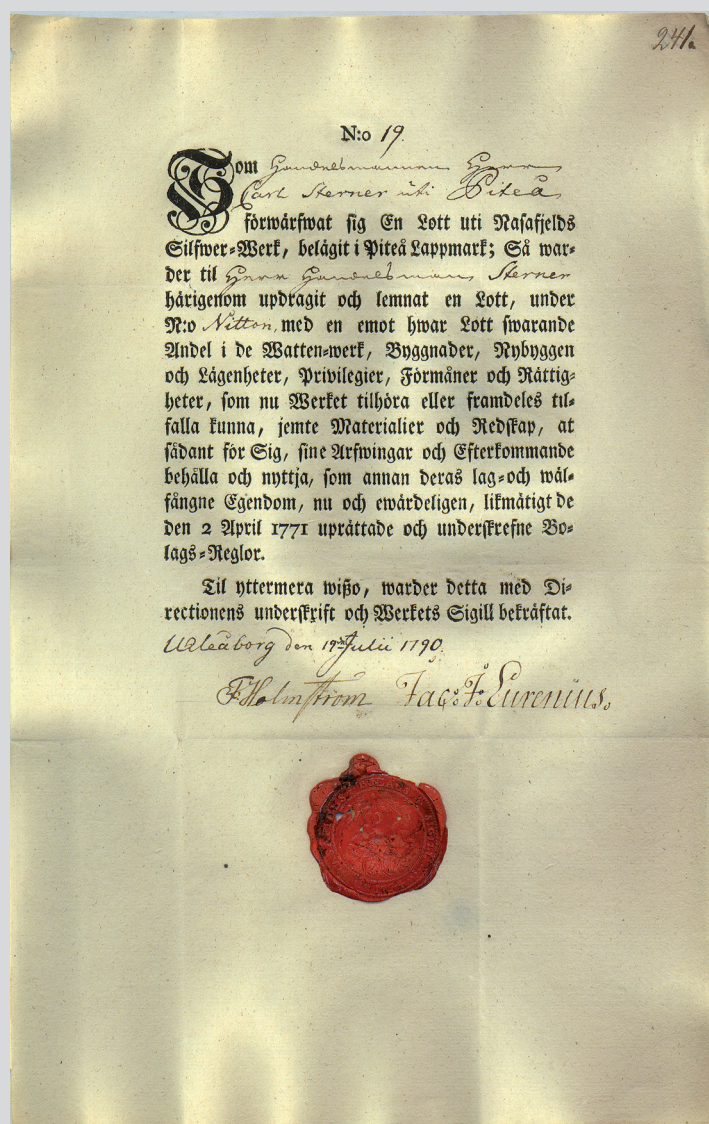 241a
N:o 19.
Som Handelsmannen Herr
Carl Sterner uti Piteå
förwärfwat sig En Lott uti Nasafjelds
Silfwer-Werk, belägit i Piteå Lappmark; Så war-
der til Herr Handelsman Sterner
härigenom updragit och lemnat en Lott, under
N:o Nitton, med en emot hwar Lott swarande
Andel i de Watten-werk, Byggnader, Nybyggen
och Lägenheter, Privilegier, Förmåner och Rättig-
heter, som nu Werket tilhöra eller framdeles til-
falla kunna, jemte Materialier och Redskap, at
sådant för Sig, sine Arfwingar och Efterkommande
behålla och nyttja, som annan deras lag-och wäl-
fångne Egendom, nu och ewärdeligen, likmätigt de
den 2 April 1771 uprättade och underskrefne Bo-
lags-Reglor.
Til yttermera wißo, warder detta med Di-
rectionens underskrift och Werkets Sigill bekräftat.
Uleåborg den 19 Julii 1790.
F. Holmström Jac: J: Eurenius.